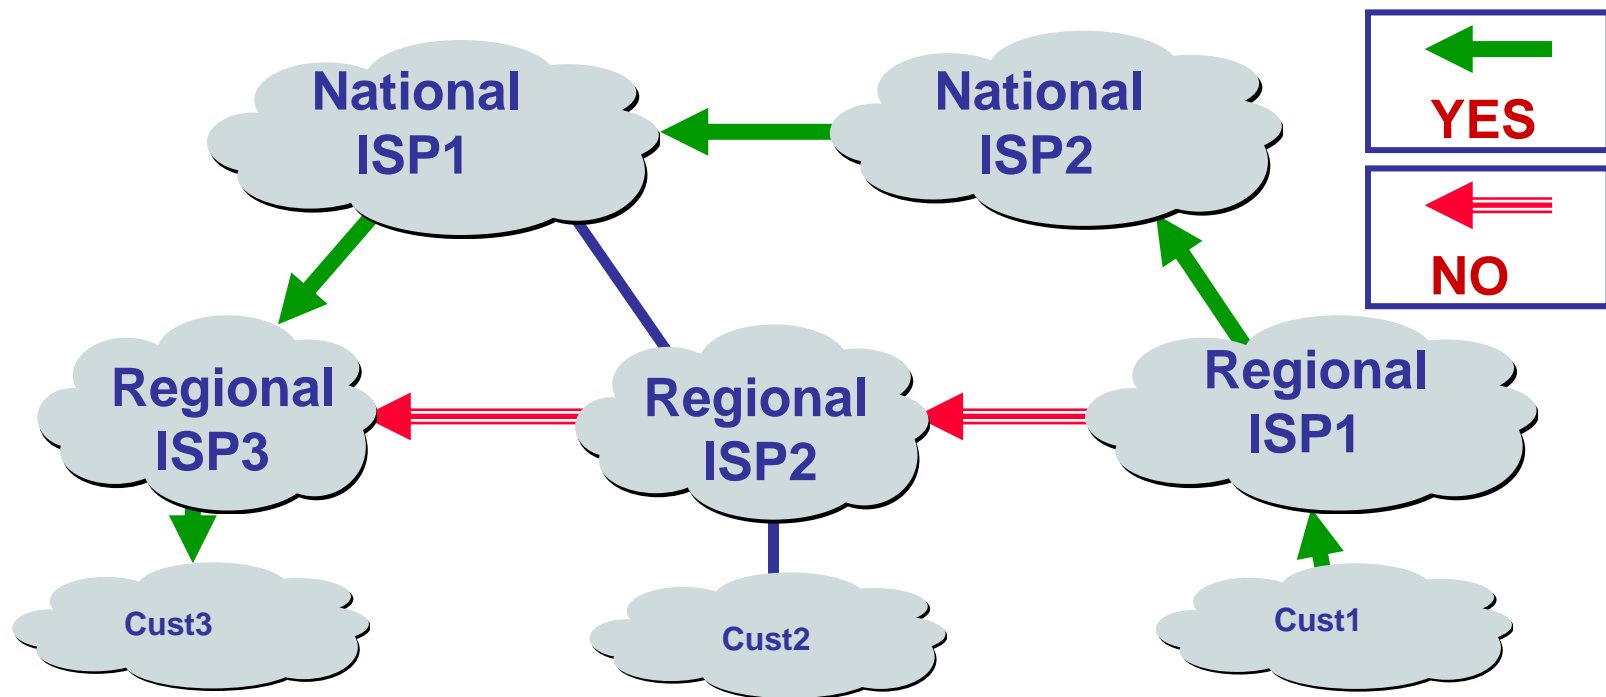 National
ISP1
National
ISP2
YES
NO
Regional
ISP3
Regional
ISP2
Regional
ISP1
Cust3
Cust2
Cust1